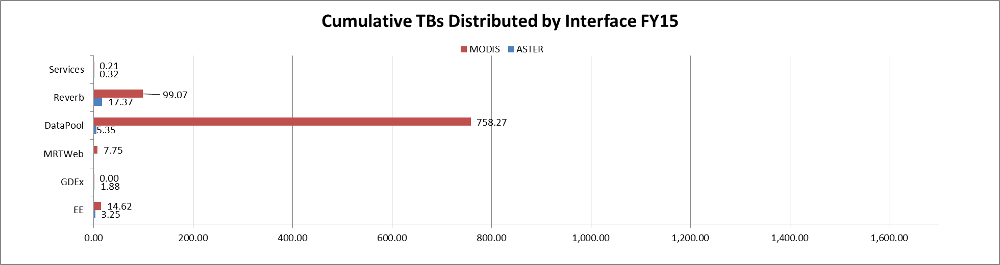 Cumulative TBs Distributed by Interface FY15
MODIS ASTER
Services 0.21
0.32
Reverb 99.07
17.37
DataPool 758.27
5.35
MRTWeb 7.75
GDEx 0.00
1.88
EE 14.62
3.25
0.00 200.00 400.00 600.00 800.00 1,000.00 1,200.00 1,400.00 1,600.00